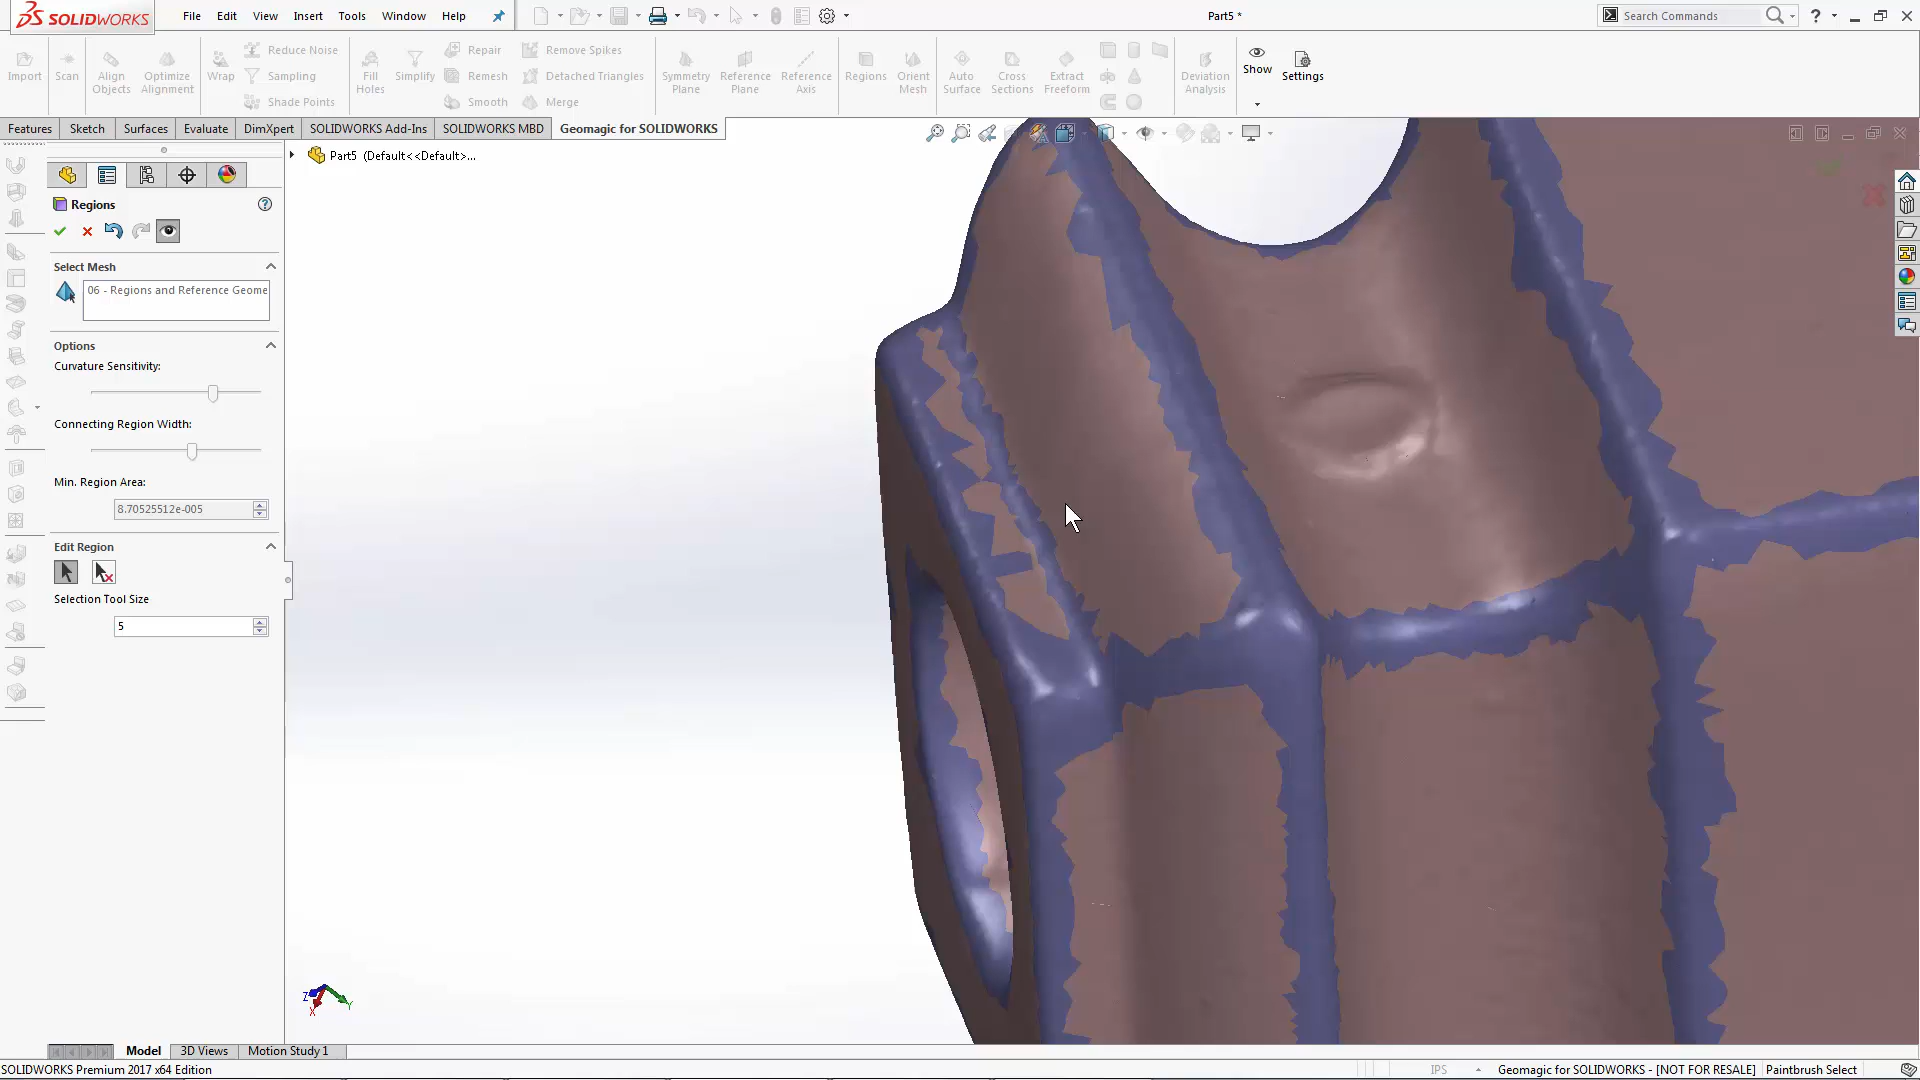 SOLIDWORKS
File Edit View Insert Tools Window Help
Part5 *
Search Commands
Import
Scan
Align Objects
Optimize Alignment
Wrap
Reduce Noise
Sampling
Shade Points
Fill Holes
Simplify
Repair
Remesh
Smooth
Remove Spikes
Detached Triangles
Merge
Symmetry Plane
Reference Plane
Reference Axis
Regions
Orient Mesh
Auto Surface
Cross Sections
Extract Freeform
Deviation Analysis
Show
Settings
Features Sketch Surfaces Evaluate DimXpert SOLIDWORKS Add-Ins SOLIDWORKS MBD Geomagic for SOLIDWORKS
Part5 (Default<<Default>...
Regions
Select Mesh
06 - Regions and Reference Geome
Options
Curvature Sensitivity:
Connecting Region Width:
Min. Region Area:
8.70525512e-005
Edit Region
Selection Tool Size
5
Z
Y
X
Model 3D Views Motion Study 1
SOLIDWORKS Premium 2017 x64 Edition
IPS
Geomagic for SOLIDWORKS - [NOT FOR RESALE]
Paintbrush Select